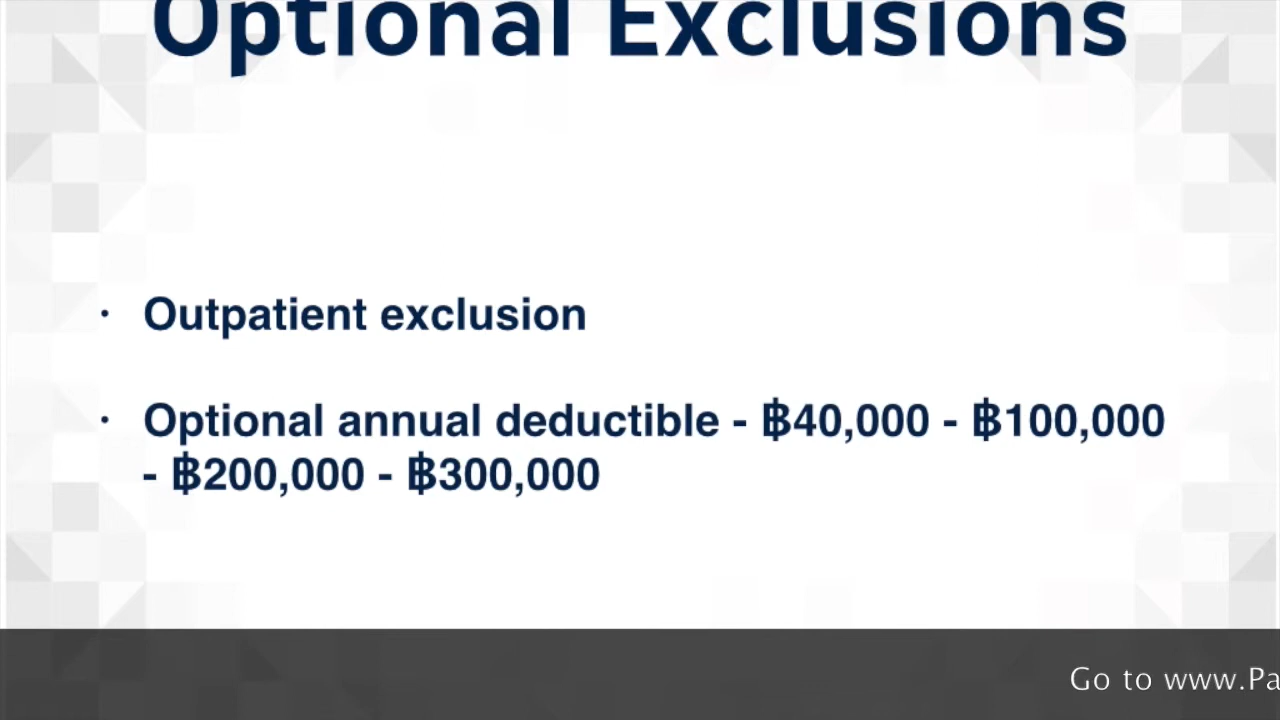 Optional Exclusions
· Outpatient exclusion
· Optional annual deductible - ฿40,000 - ฿100,000
- ฿200,000 - ฿300,000
Go to www.Pa